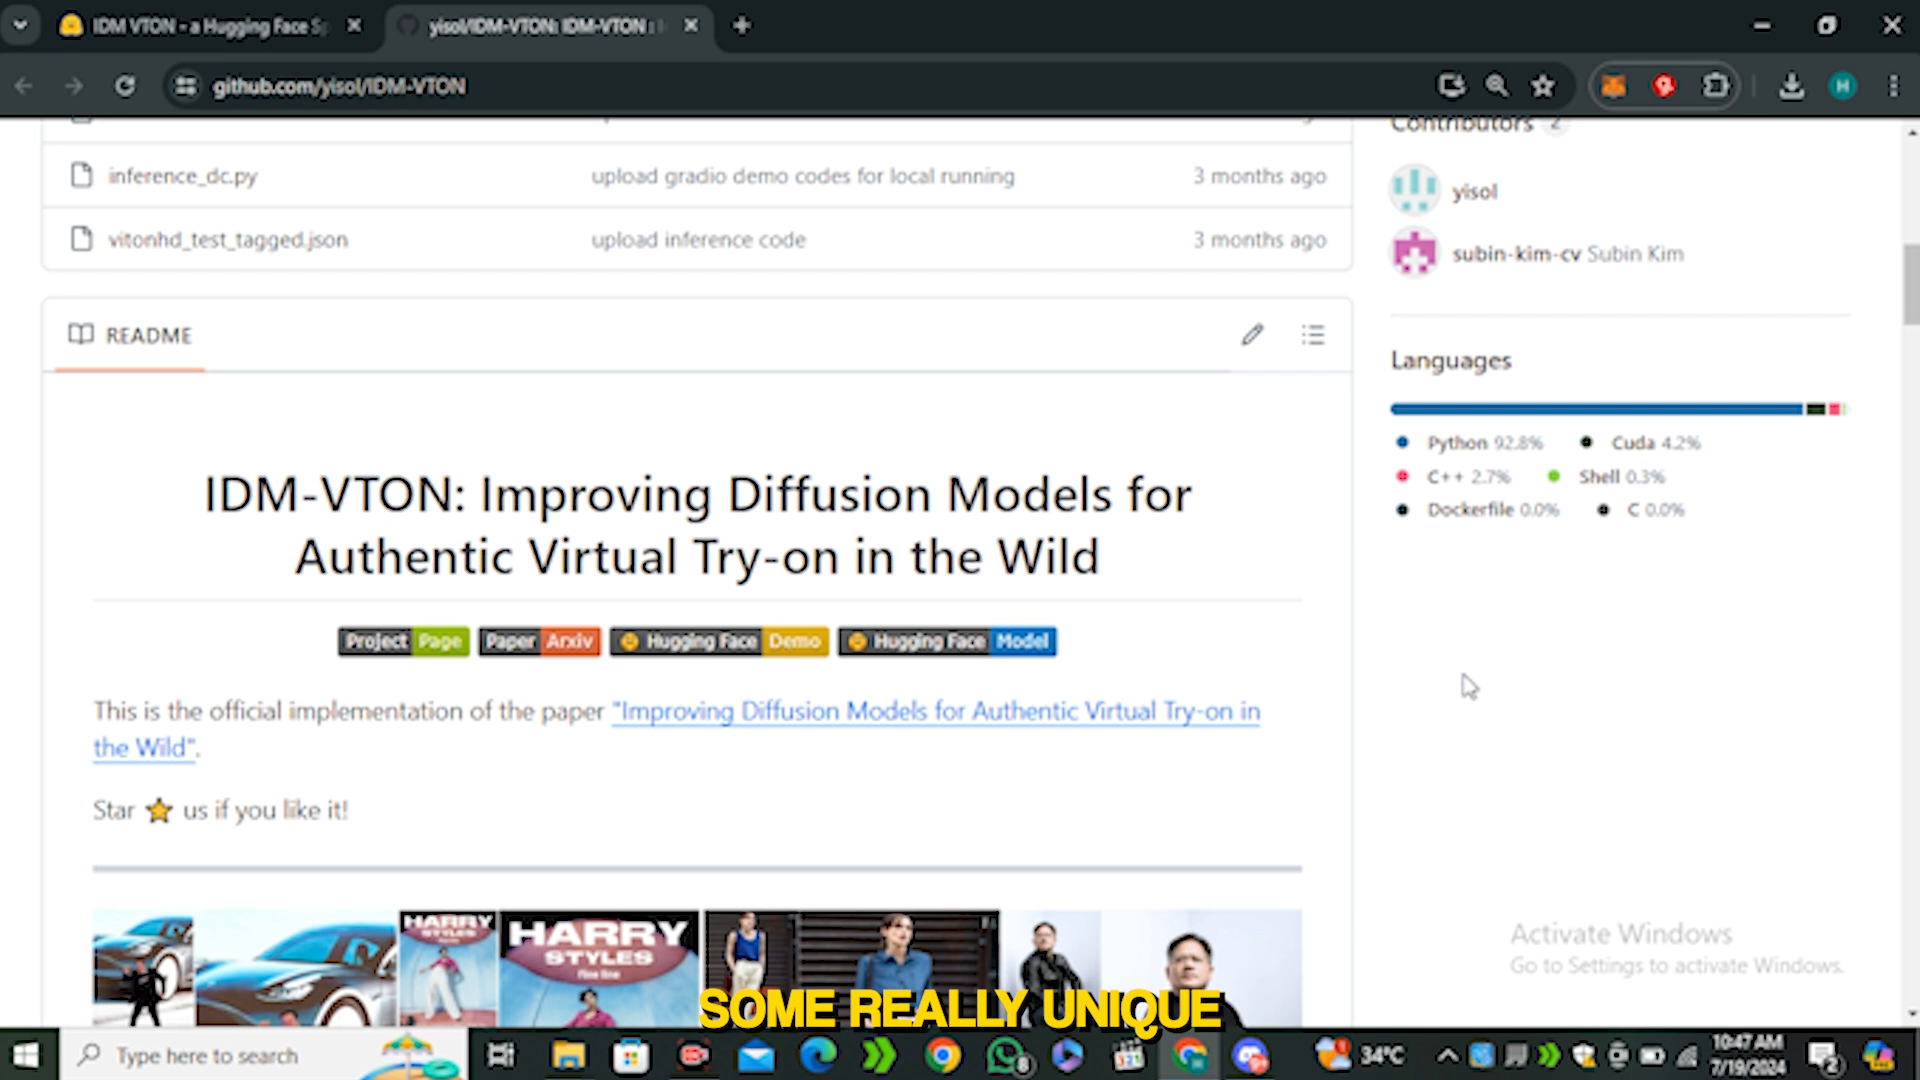 IDM VTON - a Hugging Face Sp
yisol/IDM-VTON: IDM-VTON : I
github.com/yisol/IDM-VTON
Contributors 2
inference_dc.py upload gradio demo codes for local running 3 months ago
yisol
vitonhd_test_tagged.json upload inference code 3 months ago
subin-kim-cv Subin Kim
README
Languages
Python 92.8% Cuda 4.2%
C++ 2.7% Shell 0.3%
Dockerfile 0.0% C 0.0%
IDM-VTON: Improving Diffusion Models for
Authentic Virtual Try-on in the Wild
Project Page Paper Arxiv Hugging Face Demo Hugging Face Model
This is the official implementation of the paper "Improving Diffusion Models for Authentic Virtual Try-on in
the Wild".
Star ⭐ us if you like it!
HARRY
STYLES
HARRY
STYLES
Fine line
Activate Windows
Go to Settings to activate Windows.
SOME REALLY UNIQUE
Type here to search
34°C
10:47 AM
7/19/2024